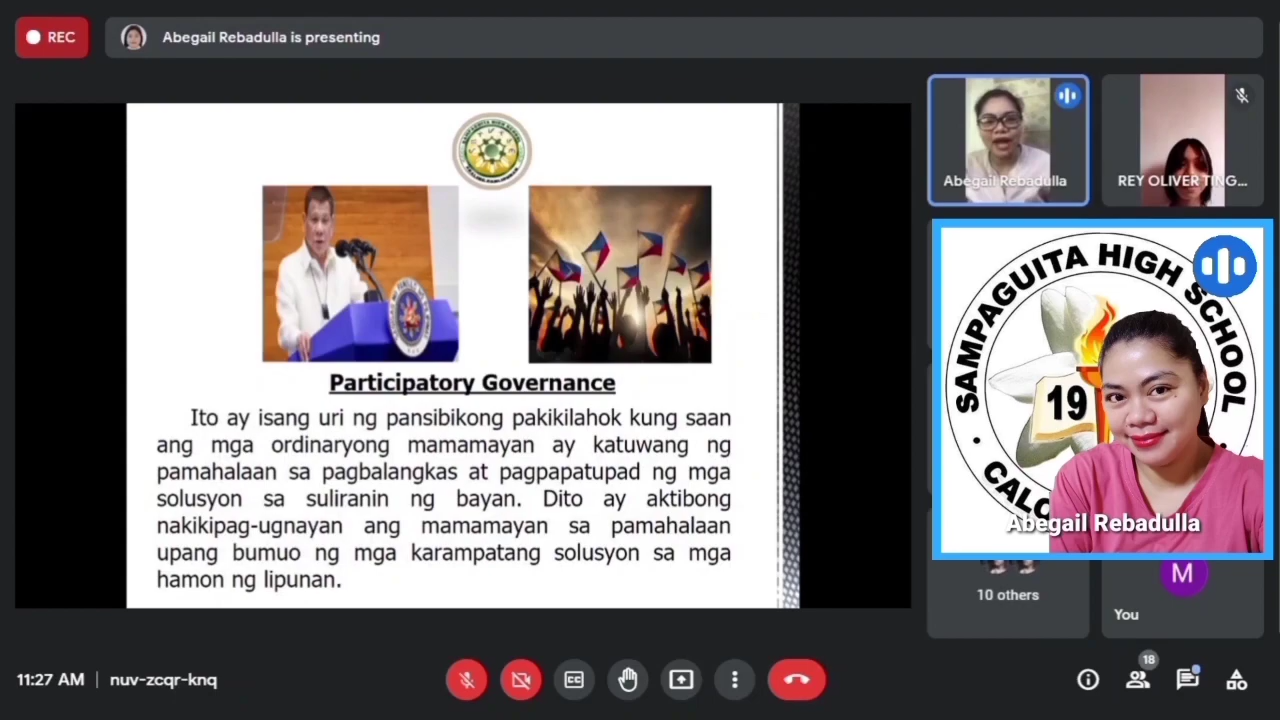 REC
Abegail Rebadulla is presenting
Abegail Rebadulla
REY OLIVER TING...
SAMPAGUITA HIGH SCHOOL
19
CALO
Abegail Rebadulla
Participatory Governance
Ito ay isang uri ng pansibikong pakikilahok kung saan
ang mga ordinaryong mamamayan ay katuwang ng
pamahalaan sa pagbalangkas at pagpapatupad ng mga
solusyon sa suliranin ng bayan. Dito ay aktibong
nakikipag-ugnayan ang mamamayan sa pamahalaan
upang bumuo ng mga karampatang solusyon sa mga
hamon ng lipunan.
10 others
M
You
11:27 AM | nuv-zcqr-knq
CC
18